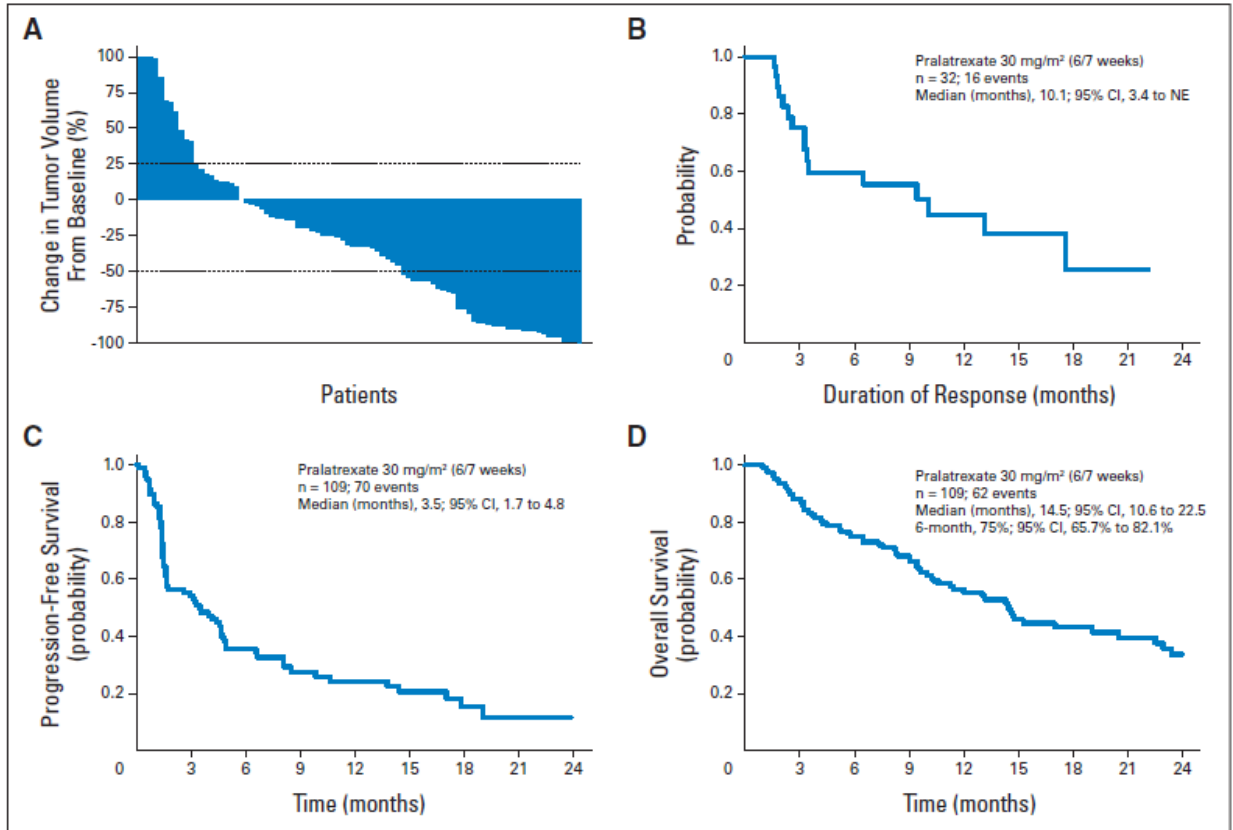 A
Change in Tumor Volume
From Baseline (%)
100
75
50
25
0
-25
-50
-75
-100
Patients
B
Pralatrexate 30 mg/m² (6/7 weeks)
n = 32; 16 events
Median (months), 10.1; 95% CI, 3.4 to NE
Probability
1.0
0.8
0.6
0.4
0.2
0 3 6 9 12 15 18 21 24
Duration of Response (months)
C
Pralatrexate 30 mg/m² (6/7 weeks)
n = 109; 70 events
Median (months), 3.5; 95% CI, 1.7 to 4.8
Progression-Free Survival
(probability)
1.0
0.8
0.6
0.4
0.2
0 3 6 9 12 15 18 21 24
Time (months)
D
Pralatrexate 30 mg/m² (6/7 weeks)
n = 109; 62 events
Median (months), 14.5; 95% CI, 10.6 to 22.5
6-month, 75%; 95% CI, 65.7% to 82.1%
Overall Survival
(probability)
1.0
0.8
0.6
0.4
0.2
0 3 6 9 12 15 18 21 24
Time (months)